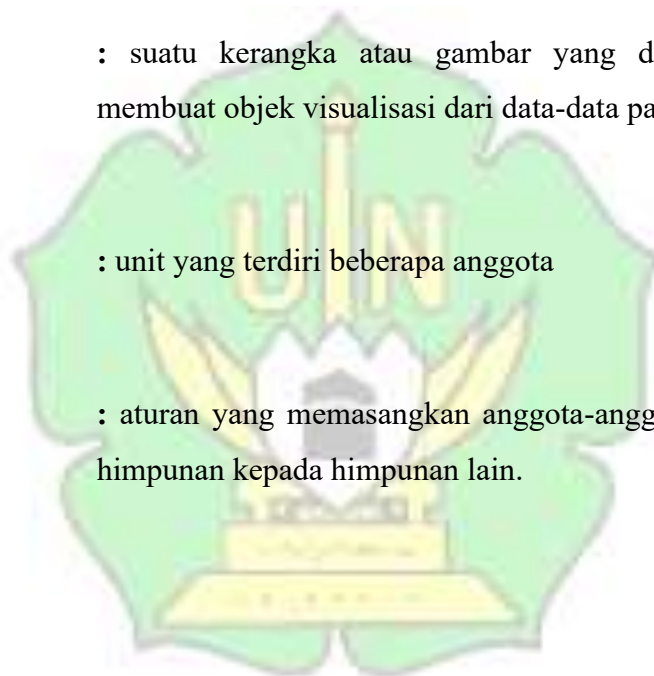 : suatu kerangka atau gambar yang d
membuat objek visualisasi dari data-data pa
UIN
: unit yang terdiri beberapa anggota
: aturan yang memasangkan anggota-angg
himpunan kepada himpunan lain.